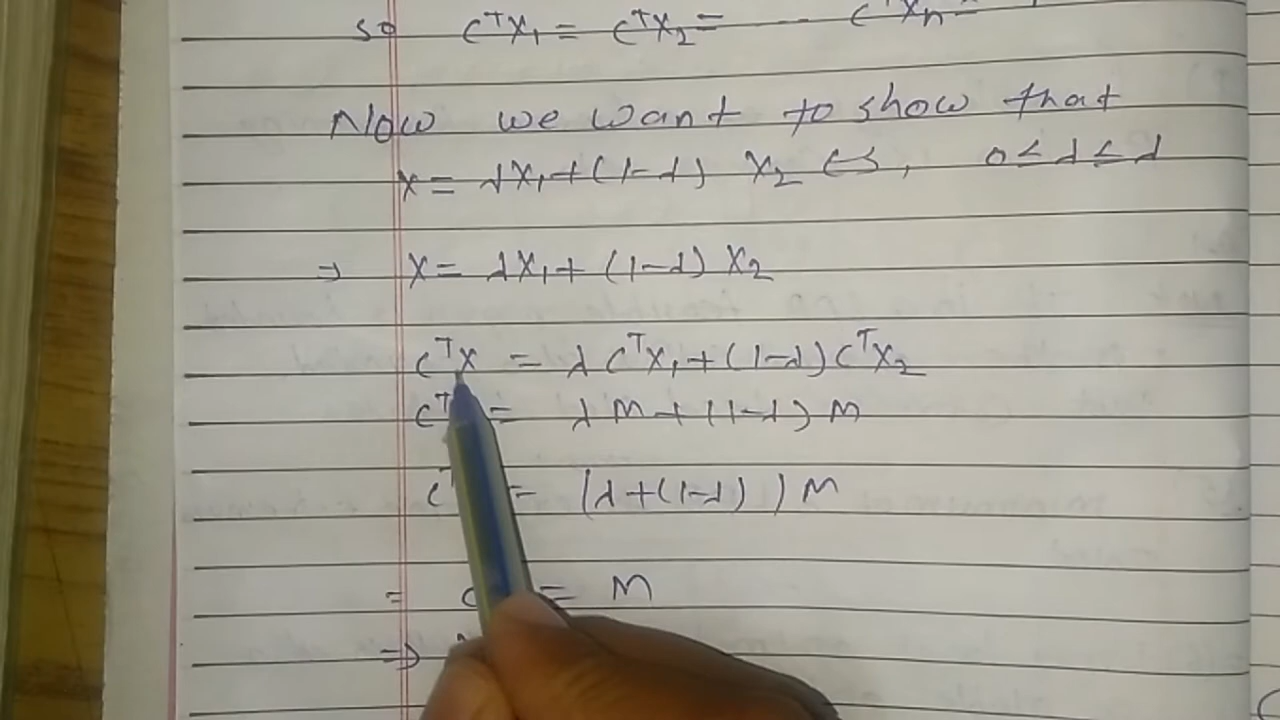 so CᵀX₁ = CᵀX₂ = -- CᵀXₙ =
Now we want to show that
X = λX₁ + (1-λ) X₂ ∈ S, 0 ≤ λ ≤ λ
⇒ X = λX₁ + (1-λ) X₂
CᵀX = λ CᵀX₁ + (1-λ) CᵀX₂
Cᵀ = λ M + (1-λ) M
= (λ + (1-λ)) M
= C = M
⇒